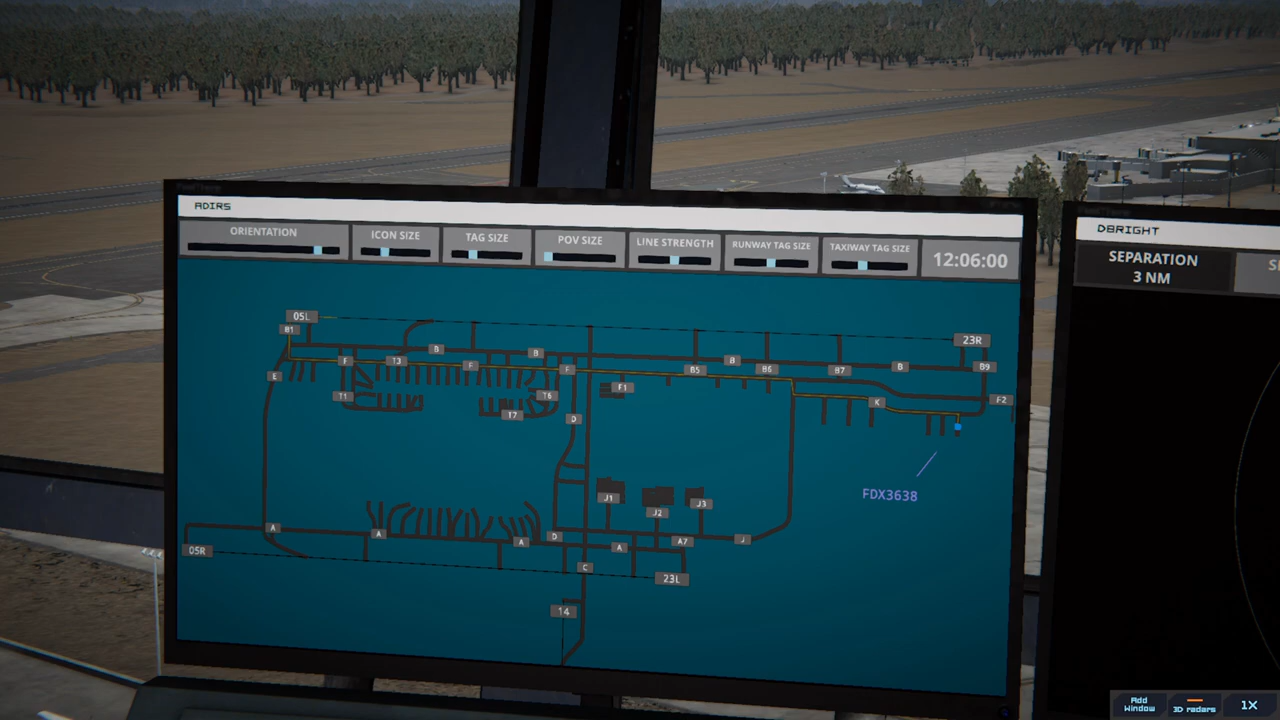 ADIRS
ORIENTATION
ICON SIZE
TAG SIZE
POV SIZE
LINE STRENGTH
RUNWAY TAG SIZE
TAXIWAY TAG SIZE
12:06:00
DBRIGHT
SEPARATION
3 NM
05L
23R
B1
B
B
B
B
B9
F
T3
F
F
B5
B6
B7
E
F1
T1
T6
T7
D
K
F2
FDX3638
J1
J2
J3
A
A
A
D
A
A7
J
05R
C
23L
14
Add
Window
3D radars
1X